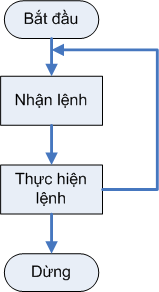 Bắt đầu
Nhận lệnh
Thực hiện
lệnh
Dừng